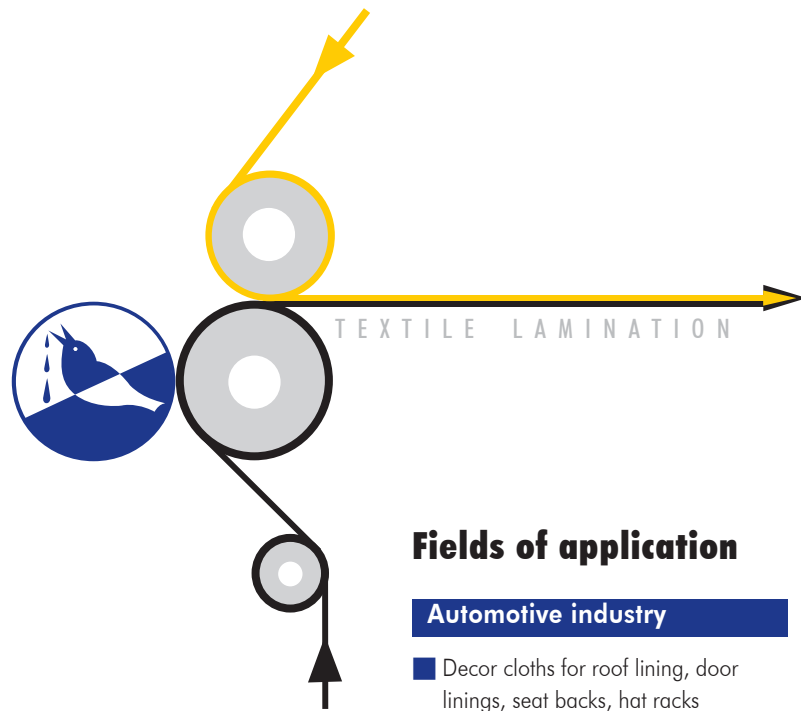 TEXTILE LAMINATION
Fields of application
Automotive industry
Decor cloths for roof lining, door
linings, seat backs, hat racks